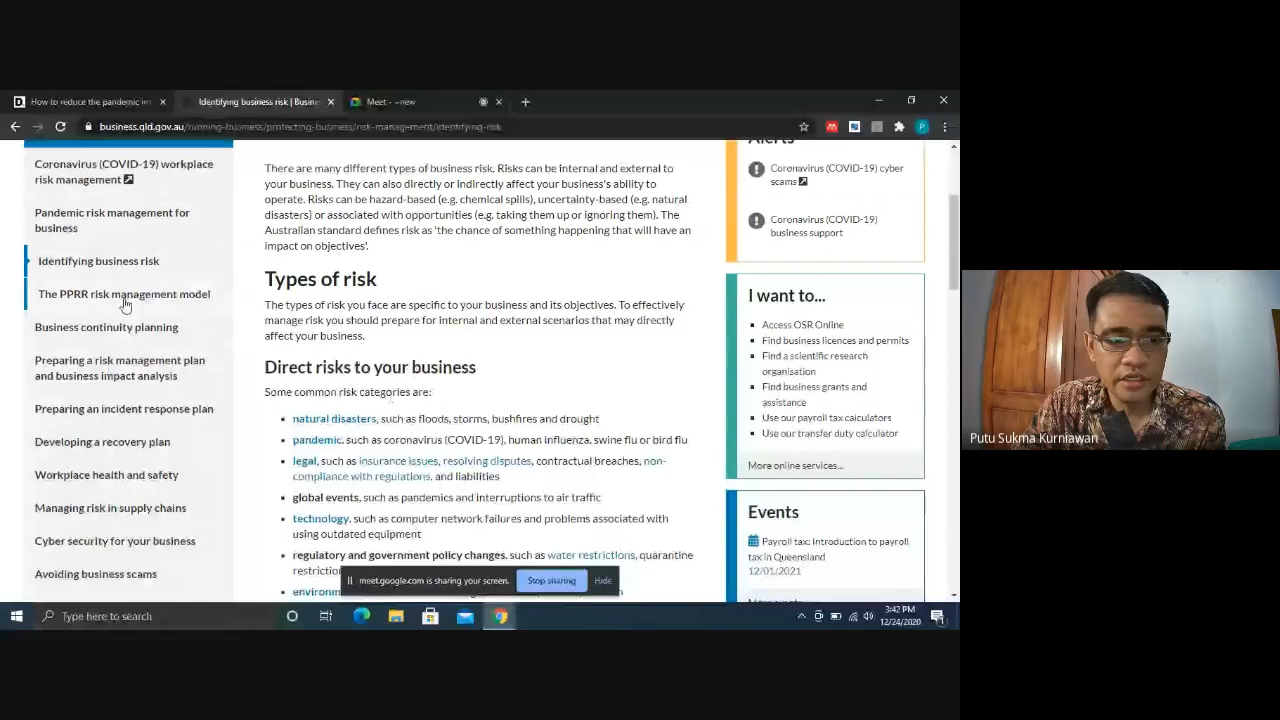 How to reduce the pandemic im
Identifying business risk | Busine
Meet - -new
business.qld.gov.au/running-business/protecting-business/risk-management/identifying-risk
Coronavirus (COVID-19) workplace
risk management
Pandemic risk management for
business
Identifying business risk
The PPRR risk management model
Business continuity planning
Preparing a risk management plan
and business impact analysis
Preparing an incident response plan
Developing a recovery plan
Workplace health and safety
Managing risk in supply chains
Cyber security for your business
Avoiding business scams
There are many different types of business risk. Risks can be internal and external to
your business. They can also directly or indirectly affect your business's ability to
operate. Risks can be hazard-based (e.g. chemical spills), uncertainty-based (e.g. natural
disasters) or associated with opportunities (e.g. taking them up or ignoring them). The
Australian standard defines risk as 'the chance of something happening that will have an
impact on objectives'.
Types of risk
The types of risk you face are specific to your business and its objectives. To effectively
manage risk you should prepare for internal and external scenarios that may directly
affect your business.
Direct risks to your business
Some common risk categories are:
natural disasters, such as floods, storms, bushfires and drought
pandemic, such as coronavirus (COVID-19), human influenza, swine flu or bird flu
legal, such as insurance issues, resolving disputes, contractual breaches, non-
compliance with regulations, and liabilities
global events, such as pandemics and interruptions to air traffic
technology, such as computer network failures and problems associated with
using outdated equipment
regulatory and government policy changes, such as water restrictions, quarantine
restriction
environm
Alerts
Coronavirus (COVID-19) cyber
scams
Coronavirus (COVID-19)
business support
I want to...
Access OSR Online
Find business licences and permits
Find a scientific research
organisation
Find business grants and
assistance
Use our payroll tax calculators
Use our transfer duty calculator
More online services...
Events
Payroll tax: Introduction to payroll
tax in Queensland
12/01/2021
meet.google.com is sharing your screen.
Stop sharing
Hide
Type here to search
3:42 PM
12/24/2020
Putu Sukma Kurniawan